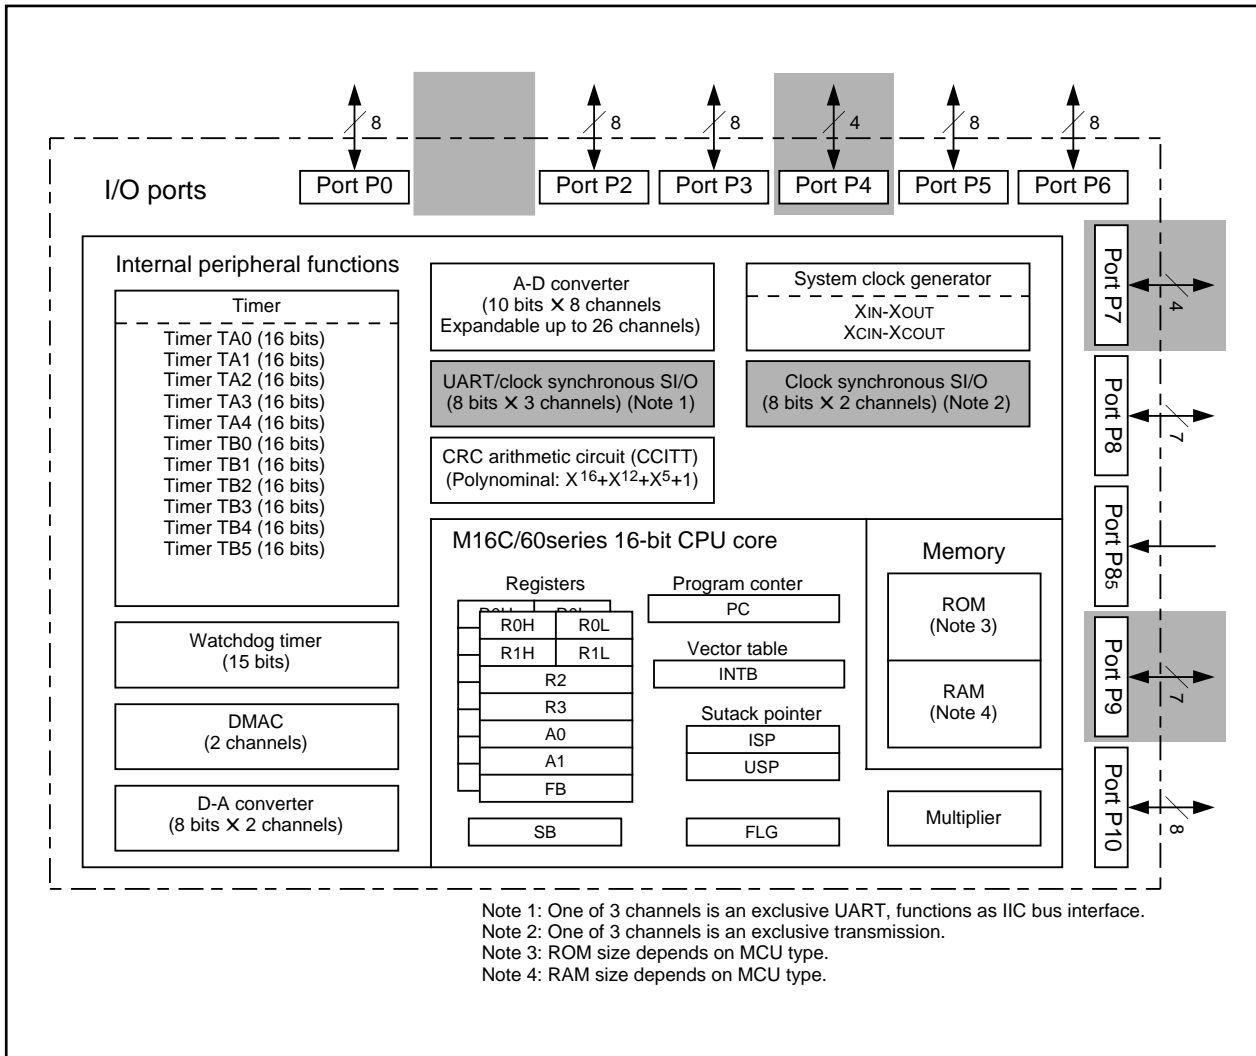 8
8
8
4
8
8
I/O ports
Port P0
Port P2
Port P3
Port P4
Port P5
Port P6
Internal peripheral functions
Timer
Timer TA0 (16 bits)
Timer TA1 (16 bits)
Timer TA2 (16 bits)
Timer TA3 (16 bits)
Timer TA4 (16 bits)
Timer TB0 (16 bits)
Timer TB1 (16 bits)
Timer TB2 (16 bits)
Timer TB3 (16 bits)
Timer TB4 (16 bits)
Timer TB5 (16 bits)
Watchdog timer
(15 bits)
DMAC
(2 channels)
D-A converter
(8 bits X 2 channels)
A-D converter
(10 bits X 8 channels
Expandable up to 26 channels)
UART/clock synchronous SI/O
(8 bits X 3 channels) (Note 1)
CRC arithmetic circuit (CCITT)
(Polynominal: X16+X12+X5+1)
System clock generator
XIN-XOUT
XCIN-XCOUT
Clock synchronous SI/O
(8 bits X 2 channels) (Note 2)
M16C/60series 16-bit CPU core
Registers
R0H R0L
R0H R0L
R1H R1L
R2
R3
A0
A1
FB
SB
Program conter
PC
Vector table
INTB
Sutack pointer
ISP
USP
FLG
Memory
ROM
(Note 3)
RAM
(Note 4)
Multiplier
Port P7
4
Port P8
7
Port P85
Port P9
7
Port P10
8
Note 1: One of 3 channels is an exclusive UART, functions as IIC bus interface.
Note 2: One of 3 channels is an exclusive transmission.
Note 3: ROM size depends on MCU type.
Note 4: RAM size depends on MCU type.